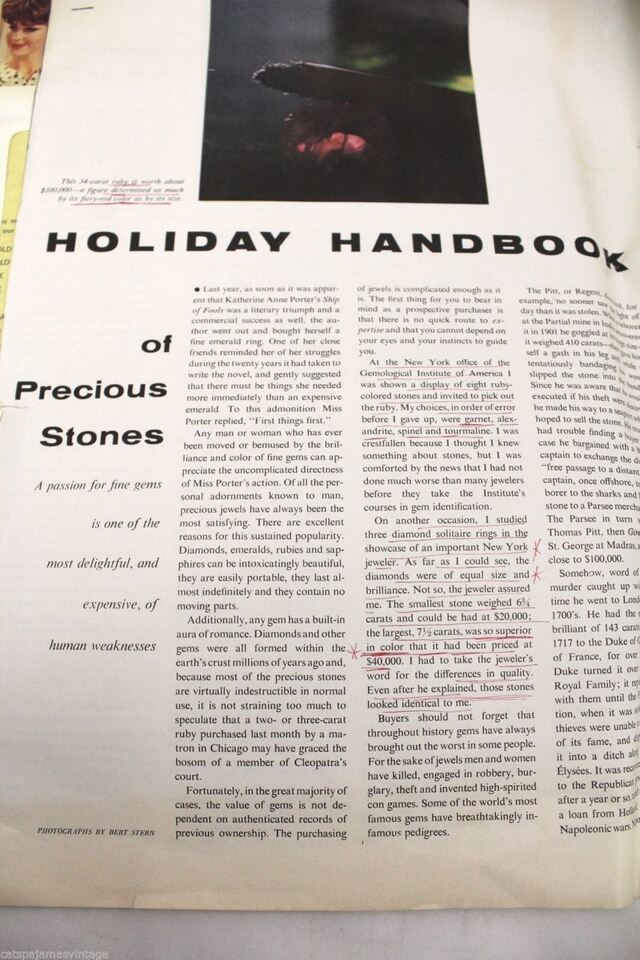 This 34-carat ruby is worth about
$100,000—a figure determined as much
by its fiery-red color as by its size.
HOLIDAY HANDBOOK
of
Precious
Stones
A passion for fine gems
is one of the
most delightful, and
expensive, of
human weaknesses
PHOTOGRAPHS BY BERT STERN
● Last year, as soon as it was appar-
ent that Katherine Anne Porter's Ship
of Fools was a literary triumph and a
commercial success as well, the au-
thor went out and bought herself a
fine emerald ring. One of her close
friends reminded her of her struggles
during the twenty years it had taken to
write the novel, and gently suggested
that there must be things she needed
more immediately than an expensive
emerald. To this admonition Miss
Porter replied, "First things first."
Any man or woman who has ever
been moved or bemused by the bril-
liance and color of fine gems can ap-
preciate the uncomplicated directness
of Miss Porter's action. Of all the per-
sonal adornments known to man,
precious jewels have always been the
most satisfying. There are excellent
reasons for this sustained popularity.
Diamonds, emeralds, rubies and sap-
phires can be intoxicatingly beautiful,
they are easily portable, they last al-
most indefinitely and they contain no
moving parts.
Additionally, any gem has a built-in
aura of romance. Diamonds and other
gems were all formed within the
earth's crust millions of years ago and,
because most of the precious stones
are virtually indestructible in normal
use, it is not straining too much to
speculate that a two- or three-carat
ruby purchased last month by a ma-
tron in Chicago may have graced the
bosom of a member of Cleopatra's
court.
Fortunately, in the great majority of
cases, the value of gems is not de-
pendent on authenticated records of
previous ownership. The purchasing
of jewels is complicated enough as it
is. The first thing for you to bear in
mind as a prospective purchaser is
that there is no quick route to ex-
pertise and that you cannot depend on
your eyes and your instincts to guide
you.
At the New York office of the
Gemological Institute of America I
was shown a display of eight ruby-
colored stones and invited to pick out
the ruby. My choices, in order of error
before I gave up, were garnet, alex-
andrite, spinel and tourmaline. I was
crestfallen because I thought I knew
something about stones, but I was
comforted by the news that I had not
done much worse than many jewelers
before they take the Institute's
courses in gem identification.
On another occasion, I studied
three diamond solitaire rings in the
showcase of an important New York
jeweler. As far as I could see, the
diamonds were of equal size and
brilliance. Not so, the jeweler assured
me. The smallest stone weighed 6¾
carats and could be had at $20,000;
the largest, 7½ carats, was so superior
in color that it had been priced at
$40,000. I had to take the jeweler's
word for the differences in quality.
Even after he explained, those stones
looked identical to me.
Buyers should not forget that
throughout history gems have always
brought out the worst in some people.
For the sake of jewels men and women
have killed, engaged in robbery, bur-
glary, theft and invented high-spirited
con games. Some of the world's most
famous gems have breathtakingly in-
famous pedigrees.
The Pitt, or Regent,
example, no sooner saw
day than it was stolen.
at the Partial mine in
it in 1901 he goggled at
it weighed 410 carats—
self a gash in his leg
tentatiously bandaging
slipped the stone into
Since he was aware that
executed if his theft were
he made his way to a
hoped to sell the stone.
had trouble finding a
case he bargained with
captain to exchange the
"free passage to a distant
captain, once offshore,
borer to the sharks and
stone to a Parsee
The Parsee in turn
Thomas Pitt, then
St. George at Madras,
close to $100,000.
Somehow, word of
murder caught up
time he went to
1700's. He had the
brilliant of 143 carats
1717 to the Duke of
of France, for over
Duke turned it over
Royal Family; it
with them until the
tion, when it was
thieves were unable
of its fame, and
it into a ditch
Élysées. It was
to the Republican
after a year or so,
a loan from
Napoleonic wars.
catspajamasvintage